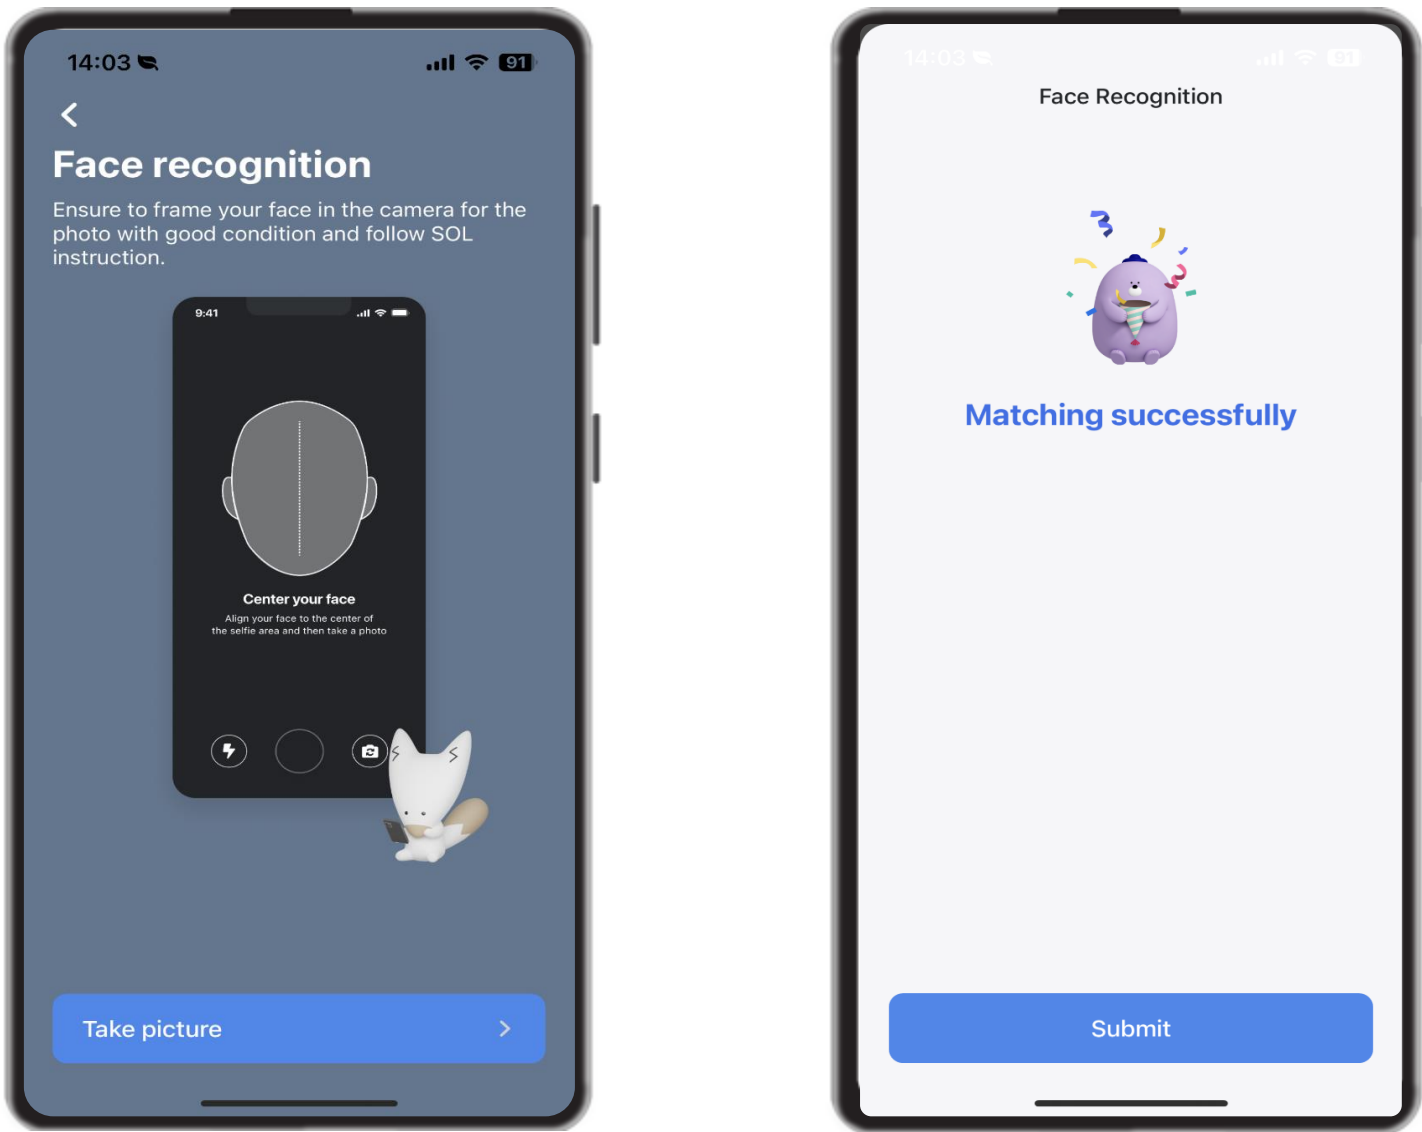 14:03
91
Face recognition
Ensure to frame your face in the camera for the
photo with good condition and follow SOL
instruction.
9:41
Center your face
Align your face to the center of
the selfie area and then take a photo
Take picture
14:03
91
Face Recognition
Matching successfully
Submit